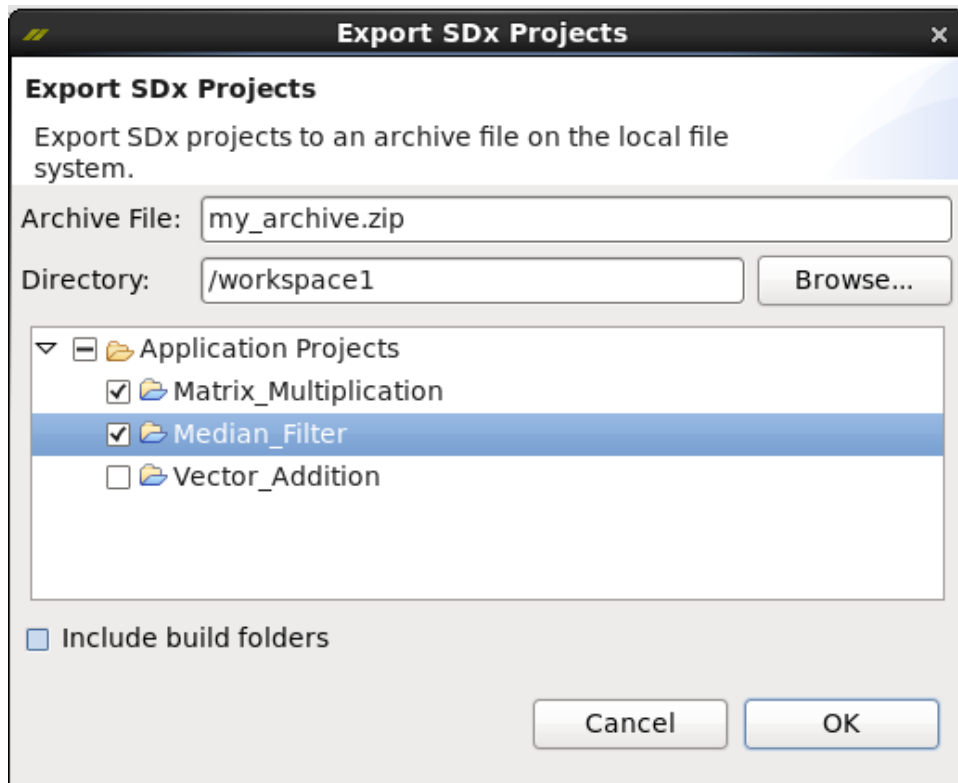 Export SDx Projects
Export SDx Projects
Export SDx projects to an archive file on the local file
system.
Archive File: my_archive.zip
Directory: /workspace1 Browse...
Application Projects
Matrix_Multiplication
Median_Filter
Vector_Addition
Include build folders
Cancel OK